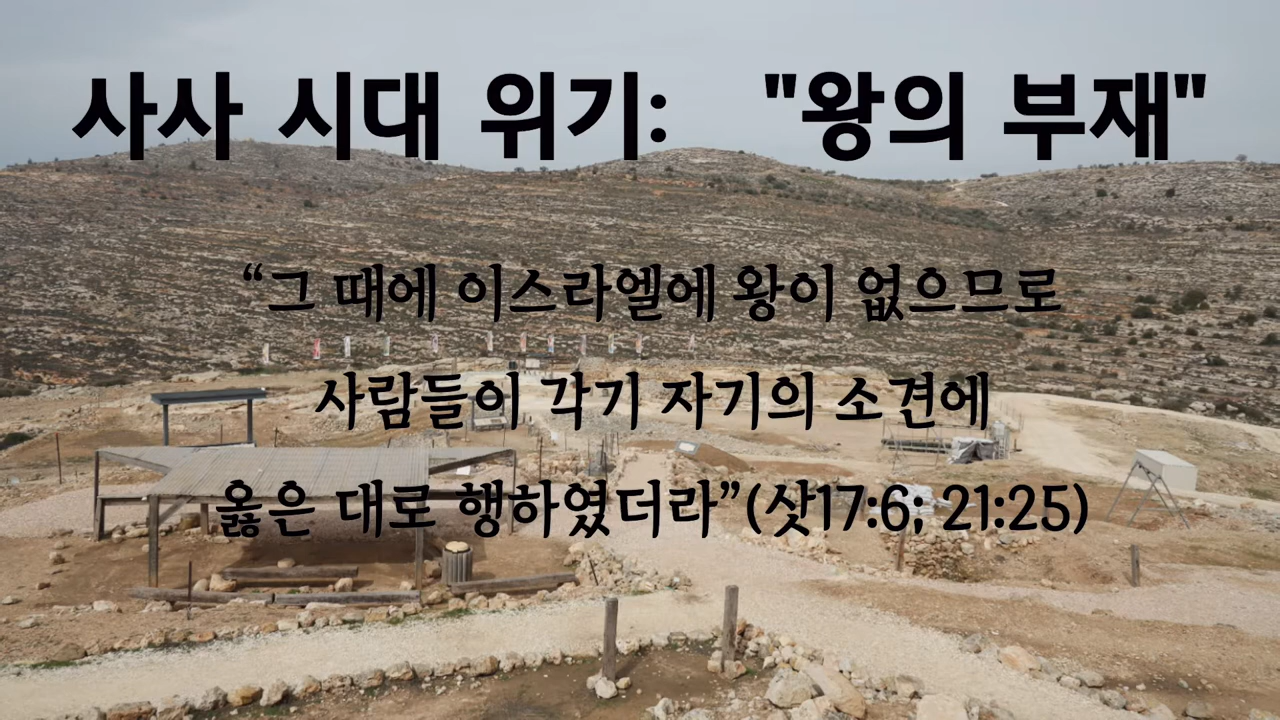 사사 시대 위기: "왕의 부재"
“그 때에 이스라엘에 왕이 없으므로
사람들이 각기 자기의 소견에
옳은 대로 행하였더라”(삿17:6; 21:25)